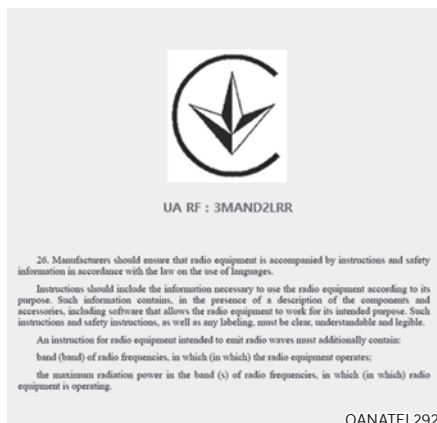 UA RF : 3MAND2LRR
26. Manufacturers should ensure that radio equipment is accompanied by instructions and safety
information in accordance with the law on the use of languages.
Instructions should include the information necessary to use the radio equipment according to its
purpose. Such information contains, in the presence of a description of the components and
accessories, including software that allows the radio equipment to work for its intended purpose. Such
instructions and safety instructions, as well as any labeling, must be clear, understandable and legible.
An instruction for radio equipment intended to emit radio waves must additionally contain:
band (band) of radio frequencies, in which (in which) the radio equipment operates;
the maximum radiation power in the band (s) of radio frequencies, in which (in which) radio
equipment is operating.
OANATEL292